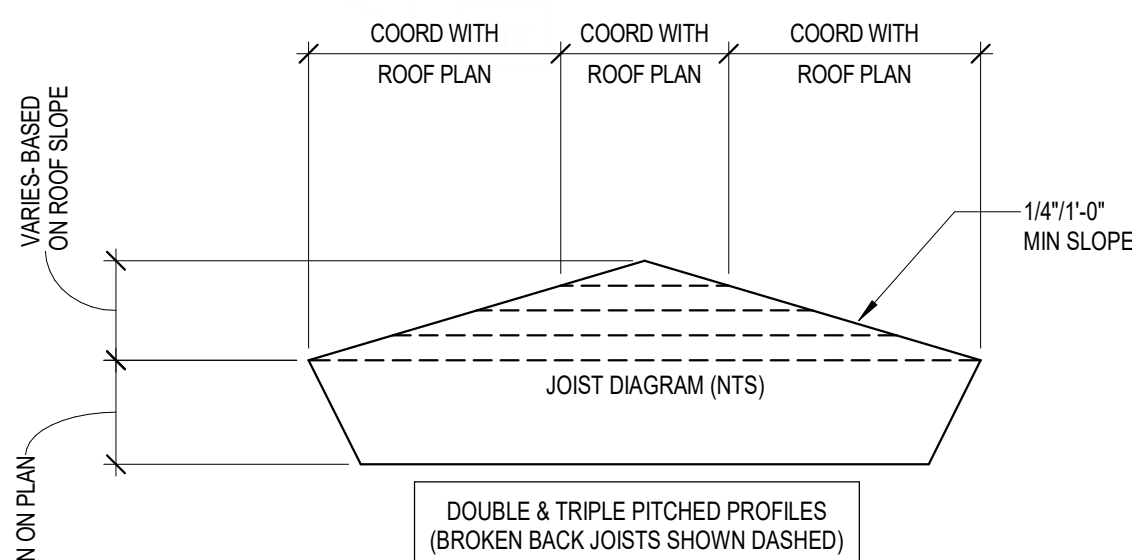 COORD WITH
ROOF PLAN
COORD WITH
ROOF PLAN
COORD WITH
ROOF PLAN
VARIES- BASED
ON ROOF SLOPE
1/4"/1'-0"
MIN SLOPE
JOIST DIAGRAM (NTS)
ON PLAN
DOUBLE & TRIPLE PITCHED PROFILES
(BROKEN BACK JOISTS SHOWN DASHED)